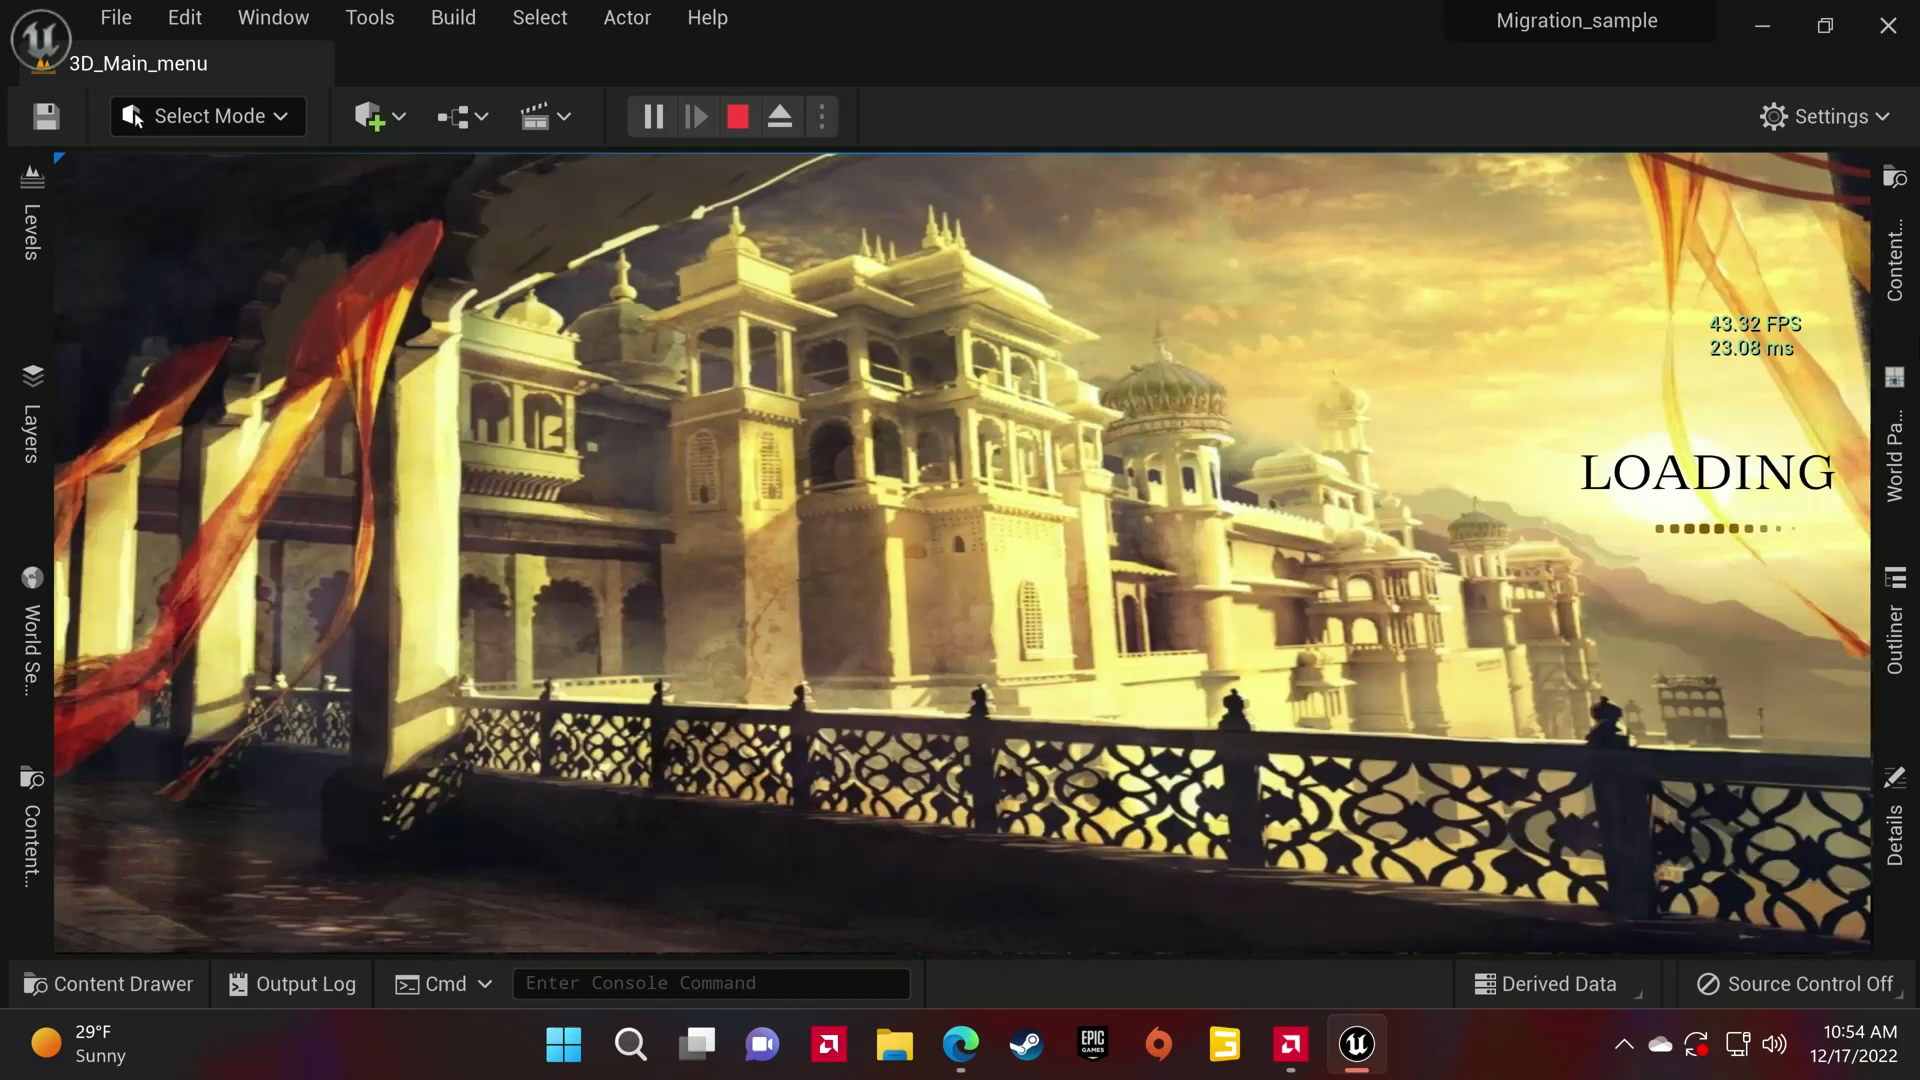 File Edit Window Tools Build Select Actor Help
Migration_sample
3D_Main_menu
Select Mode
Settings
Levels
Layers
World Se...
Content...
Content...
World Pa...
Outliner
Details
43.32 FPS
23.08 ms
LOADING
Content Drawer
Output Log
Cmd
Enter Console Command
Derived Data
Source Control Off
29°F
Sunny
EPIC
GAMES
10:54 AM
12/17/2022